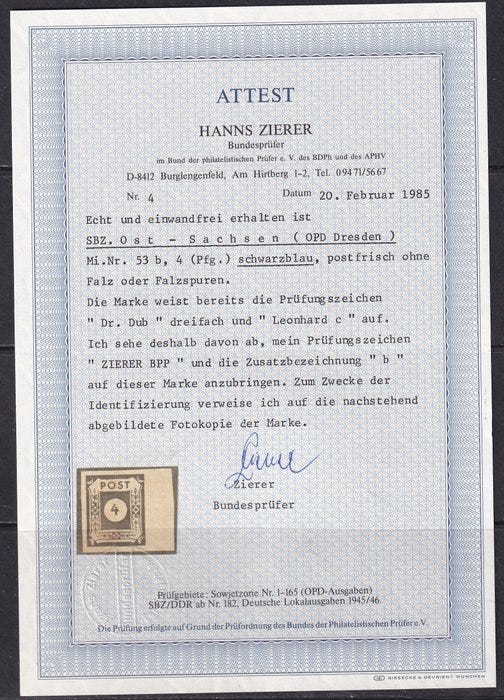 ATTEST
HANNS ZIERER
Bundesprüfer
im Bund der philatelistischen Prüfer e. V. des BDPh und des APHV
D-8412 Burglengenfeld, Am Hirtberg 1-2, Tel. 09471/5667
Nr. 4 Datum 20. Februar 1985
Echt und einwandfrei erhalten ist
SBZ. Ost - Sachsen ( OPD Dresden )
Mi.Nr. 53 b, 4 (Pfg.) schwarzblau, postfrisch ohne
Falz oder Falzspuren.
Die Marke weist bereits die Prüfungszeichen
" Dr. Dub" dreifach und " Leonhard c" auf.
Ich sehe deshalb davon ab, mein Prüfungszeichen
" ZIERER BPP " und die Zusatzbezeichnung " b "
auf dieser Marke anzubringen. Zum Zwecke der
Identifizierung verweise ich auf die nachstehend
abgebildete Fotokopie der Marke.
Zierer
Bundesprüfer
POST
4
Prüfgebiete: Sowjetzone Nr. 1-165 (OPD-Ausgaben)
SBZ/DDR ab Nr. 182, Deutsche Lokalausgaben 1945/46.
Die Prüfung erfolgte auf Grund der Prüfordnung des Bundes der Philatelistischen Prüfer e.V.
GIESECKE & DEVRIENT MÜNCHEN